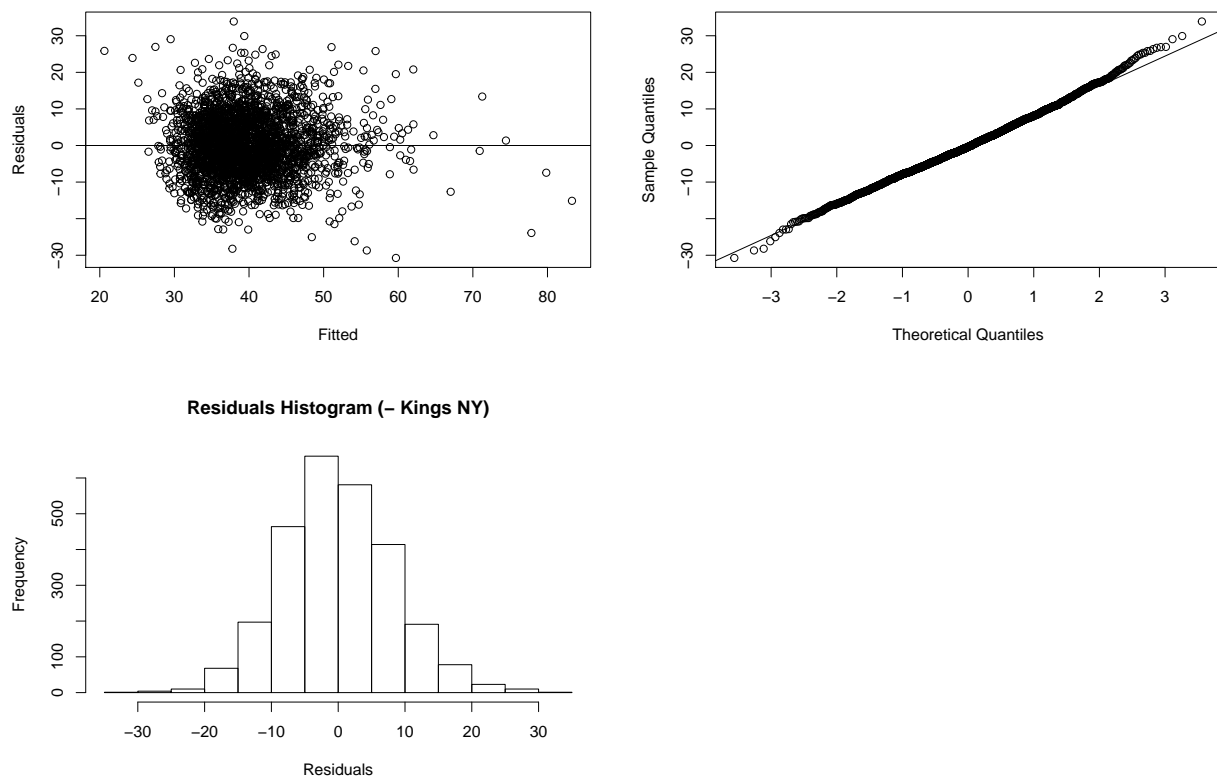 30
20
10
0
−10
−30
Residuals
20 30 40 50 60 70 80
Fitted
30
20
10
0
−10
−30
Sample Quantiles
−3 −2 −1 0 1 2 3
Theoretical Quantiles
Residuals Histogram (− Kings NY)
500
300
100
0
Frequency
−30 −20 −10 0 10 20 30
Residuals